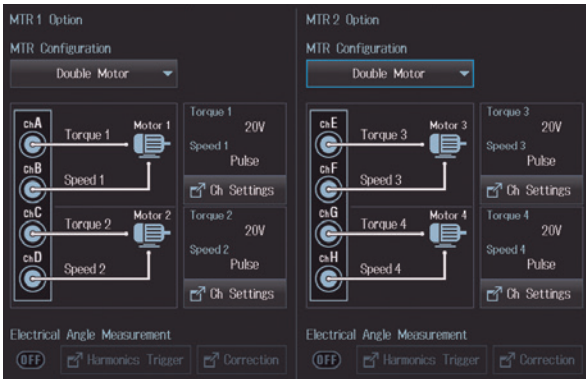 MTR1 Option
MTR Configuration
Double Motor
chA
Torque 1
Motor 1
chB
Speed 1
chC
Torque 2
Motor 2
chD
Speed 2
Torque 1
20V
Speed 1
Pulse
Ch Settings
Torque 2
20V
Speed 2
Pulse
Ch Settings
Electrical Angle Measurement
OFF Harmonics Trigger Correction
MTR2 Option
MTR Configuration
Double Motor
chE
Torque 3
Motor 3
chF
Speed 3
chG
Torque 4
Motor 4
chH
Speed 4
Torque 3
20V
Speed 3
Pulse
Ch Settings
Torque 4
20V
Speed 4
Pulse
Ch Settings
Electrical Angle Measurement
OFF Harmonics Trigger Correction